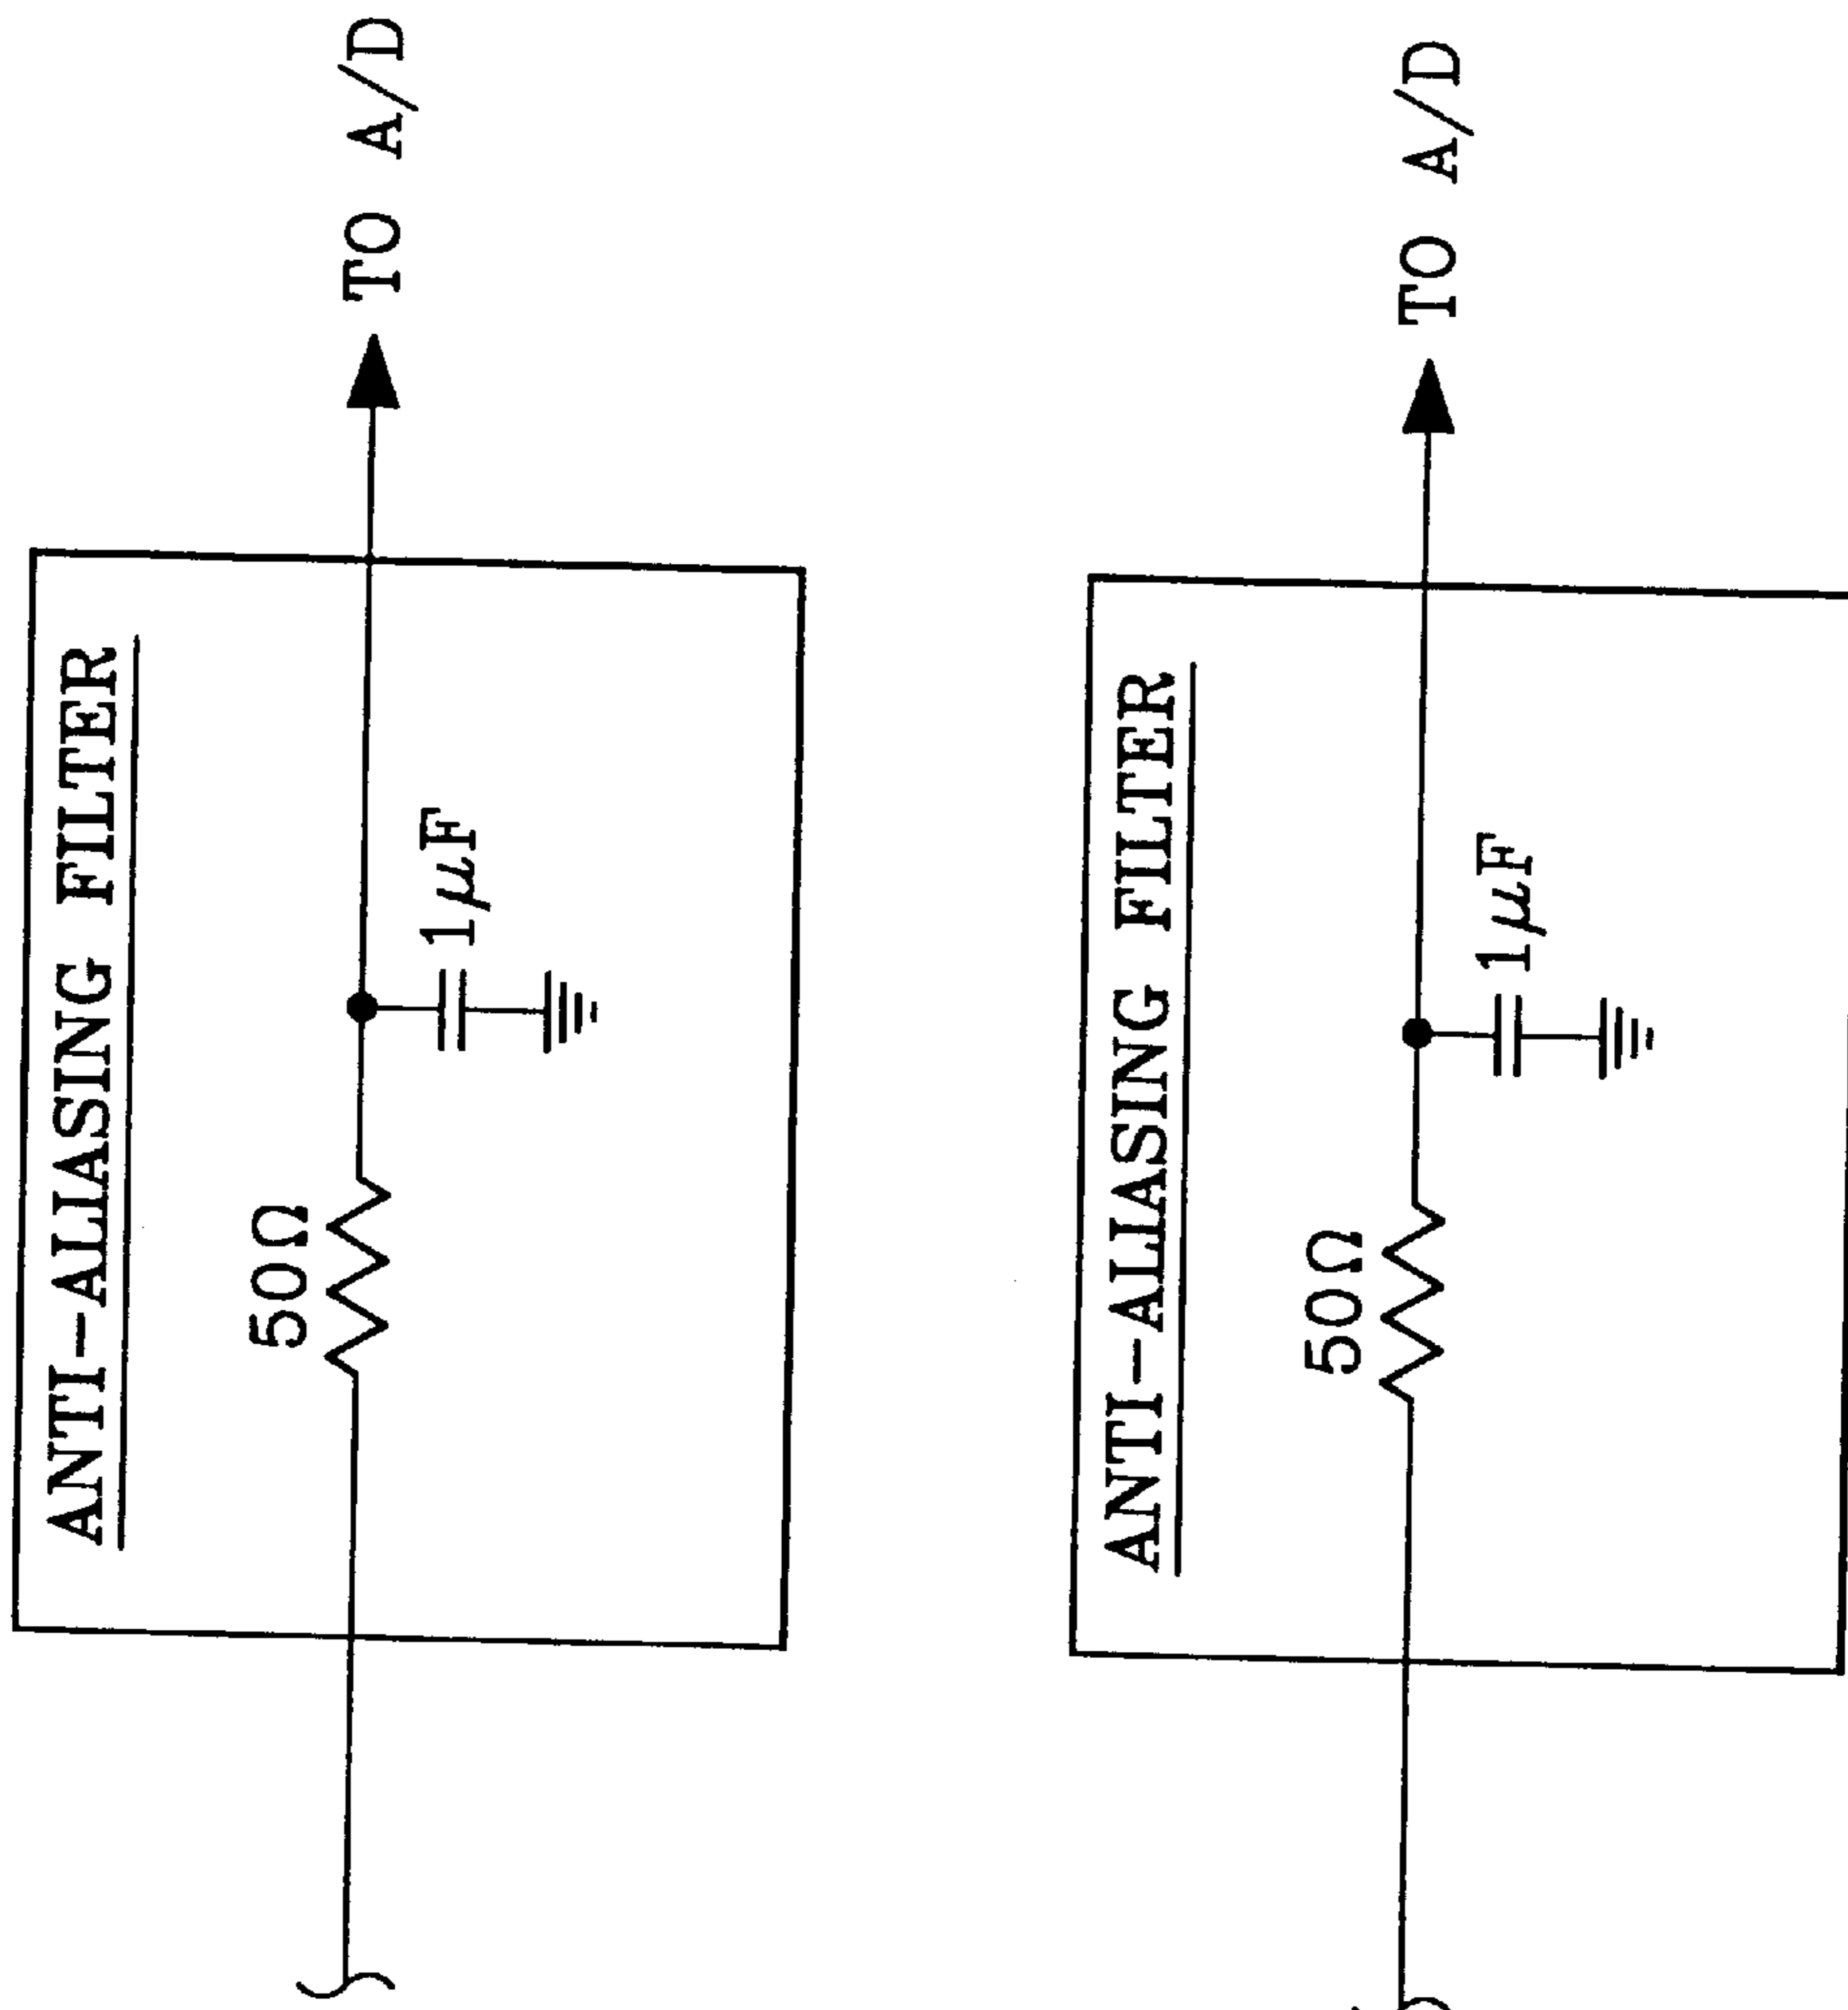 ANTI-ALIASING FILTER
50Ω
1μF
TO A/D
ANTI-ALIASING FILTER
50Ω
1μF
TO A/D